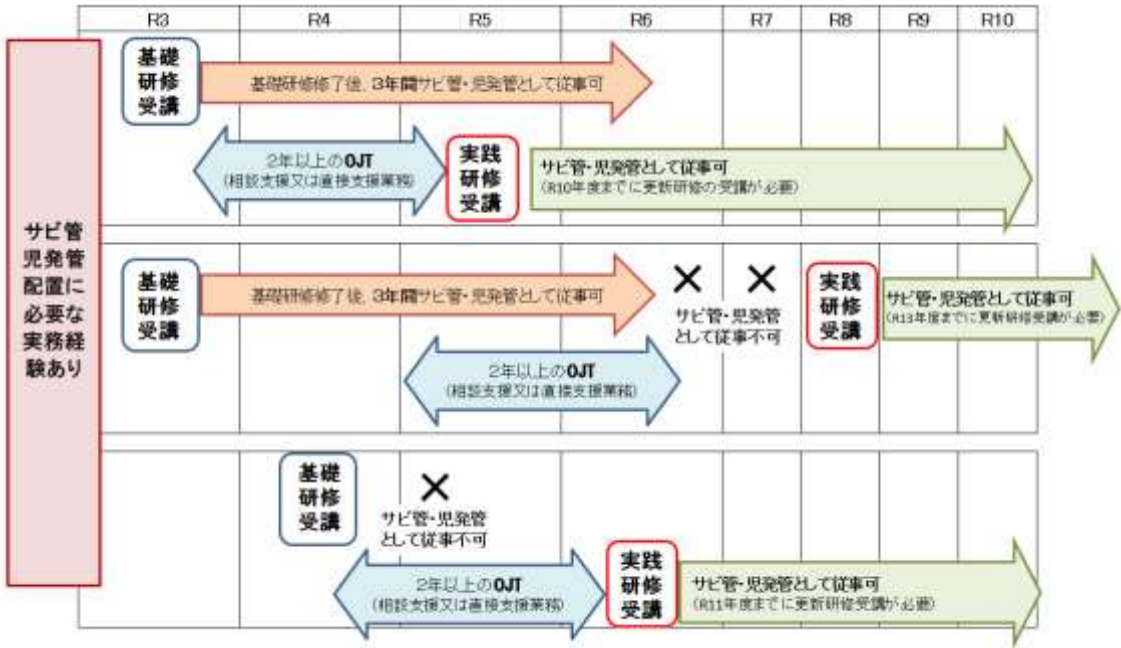 R3 R4 R5 R6 R7 R8 R9 R10
サビ管
児発管
配置に
必要な
実務経
験あり
基礎
研修
受講
基礎研修修了後、3年間サビ管・児発管として従事可
2年以上のOJT
(相談支援又は直接支援業務)
実践
研修
受講
サビ管・児発管として従事可
(R10年度までに更新研修の受講が必要)
基礎
研修
受講
基礎研修修了後、3年間サビ管・児発管として従事可
サビ管・児発管
として従事不可
実践
研修
受講
サビ管・児発管として従事可
(R13年度までに更新研修受講が必要)
2年以上のOJT
(相談支援又は直接支援業務)
基礎
研修
受講
サビ管・児発管
として従事不可
2年以上のOJT
(相談支援又は直接支援業務)
実践
研修
受講
サビ管・児発管として従事可
(R11年度までに更新研修受講が必要)